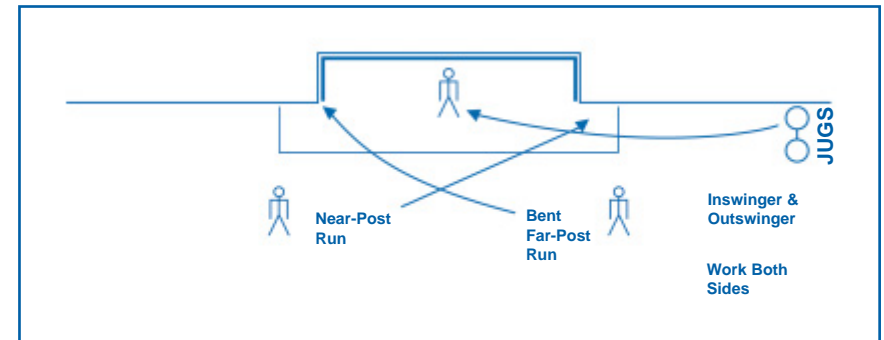 JUGS
Near-Post
Run
Bent
Far-Post
Run
Inswinger &
Outswinger
Work Both
Sides